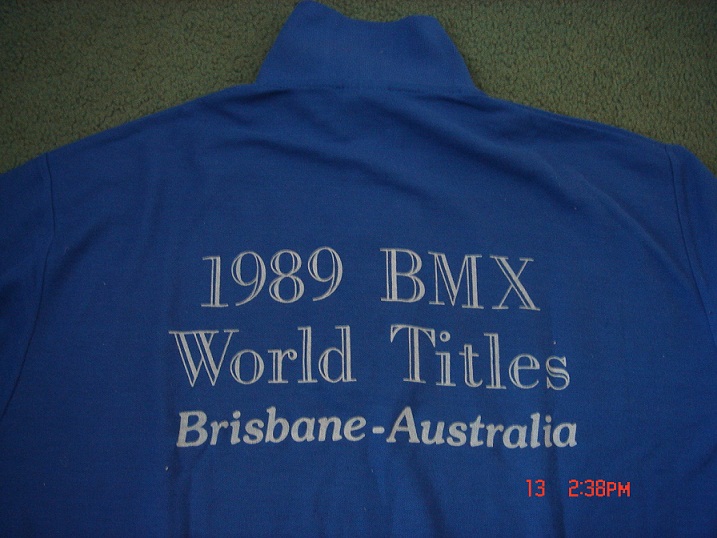 1989 BMX
World Titles
Brisbane-Australia
13 2:38PM